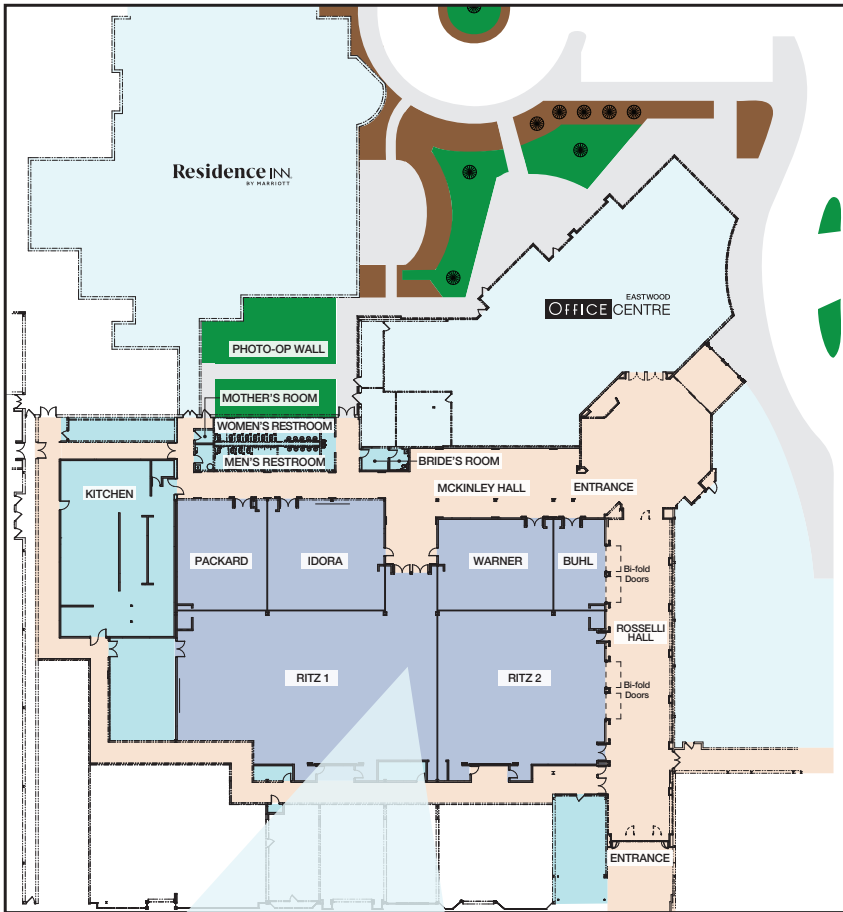 Residence INN.
BY MARRIOTT
EASTWOOD
OFFICE CENTRE
PHOTO-OP WALL
MOTHER'S ROOM
WOMEN'S RESTROOM
MEN'S RESTROOM
BRIDE'S ROOM
KITCHEN
MCKINLEY HALL
ENTRANCE
PACKARD
IDORA
WARNER
BUHL
Bi-fold
Doors
ROSSELLI
HALL
RITZ 1
RITZ 2
Bi-fold
Doors
ENTRANCE